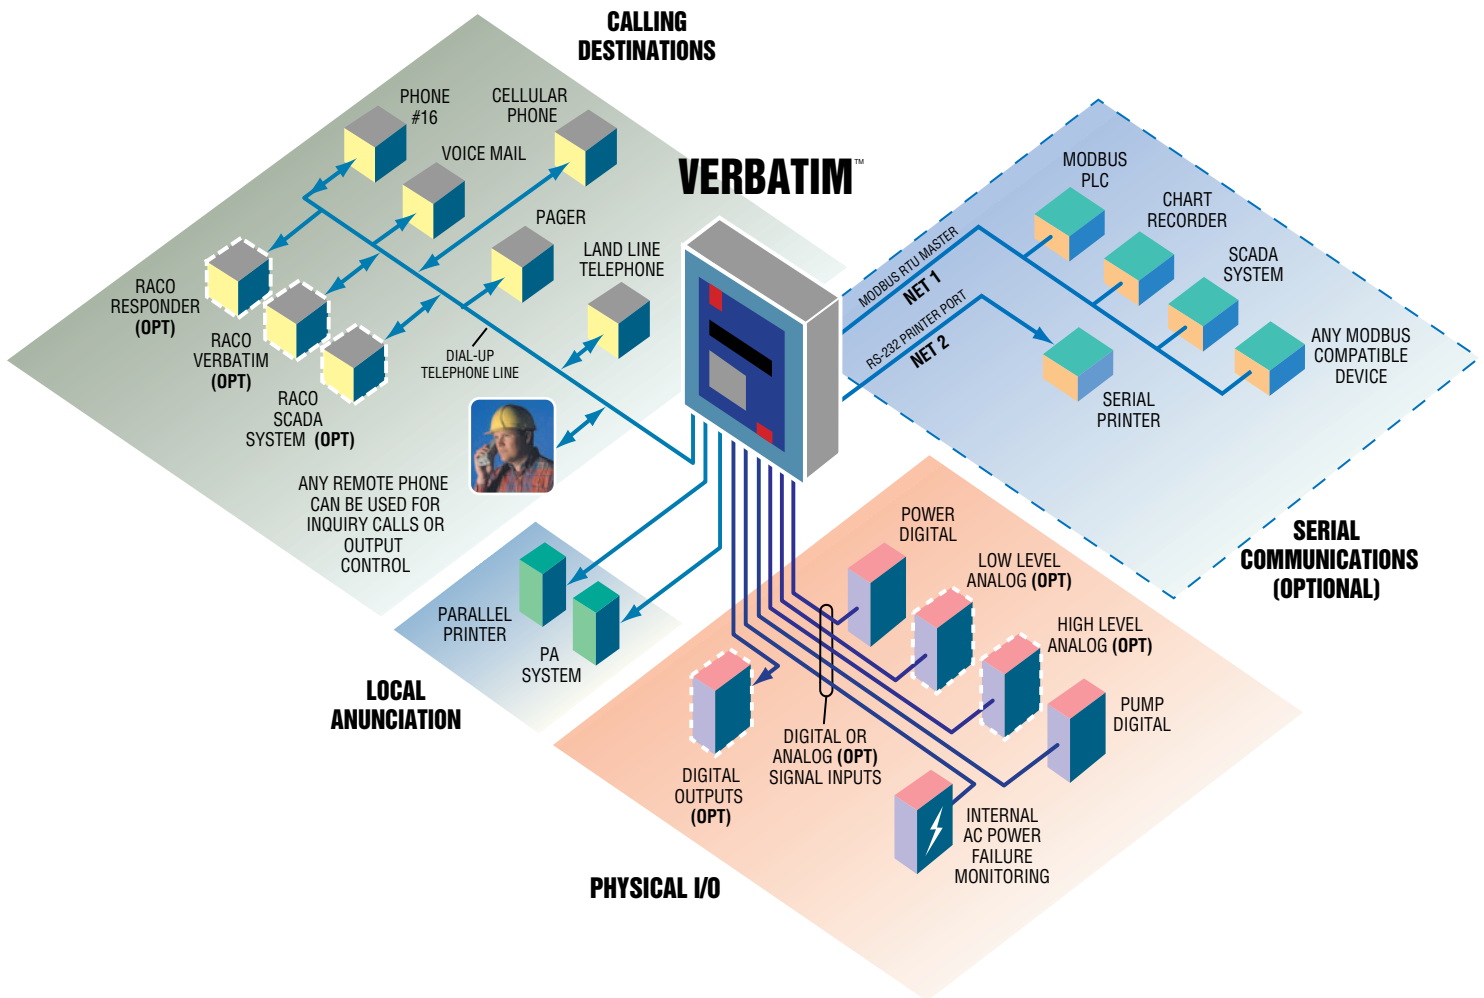 CALLING
DESTINATIONS
PHONE
#16
CELLULAR
PHONE
VOICE MAIL
PAGER
LAND LINE
TELEPHONE
RACO
RESPONDER
(OPT)
RACO
VERBATIM
(OPT)
RACO
SCADA
SYSTEM (OPT)
DIAL-UP
TELEPHONE LINE
ANY REMOTE PHONE
CAN BE USED FOR
INQUIRY CALLS OR
OUTPUT
CONTROL
VERBATIM™
MODBUS RTU MASTER
NET 1
RS-232 PRINTER PORT
NET 2
MODBUS
PLC
CHART
RECORDER
SCADA
SYSTEM
ANY MODBUS
COMPATIBLE
DEVICE
SERIAL
PRINTER
SERIAL
COMMUNICATIONS
(OPTIONAL)
PARALLEL
PRINTER
PA
SYSTEM
LOCAL
ANUNCIATION
POWER
DIGITAL
LOW LEVEL
ANALOG (OPT)
HIGH LEVEL
ANALOG (OPT)
PUMP
DIGITAL
DIGITAL OR
ANALOG (OPT)
SIGNAL INPUTS
DIGITAL
OUTPUTS
(OPT)
INTERNAL
AC POWER
FAILURE
MONITORING
PHYSICAL I/O